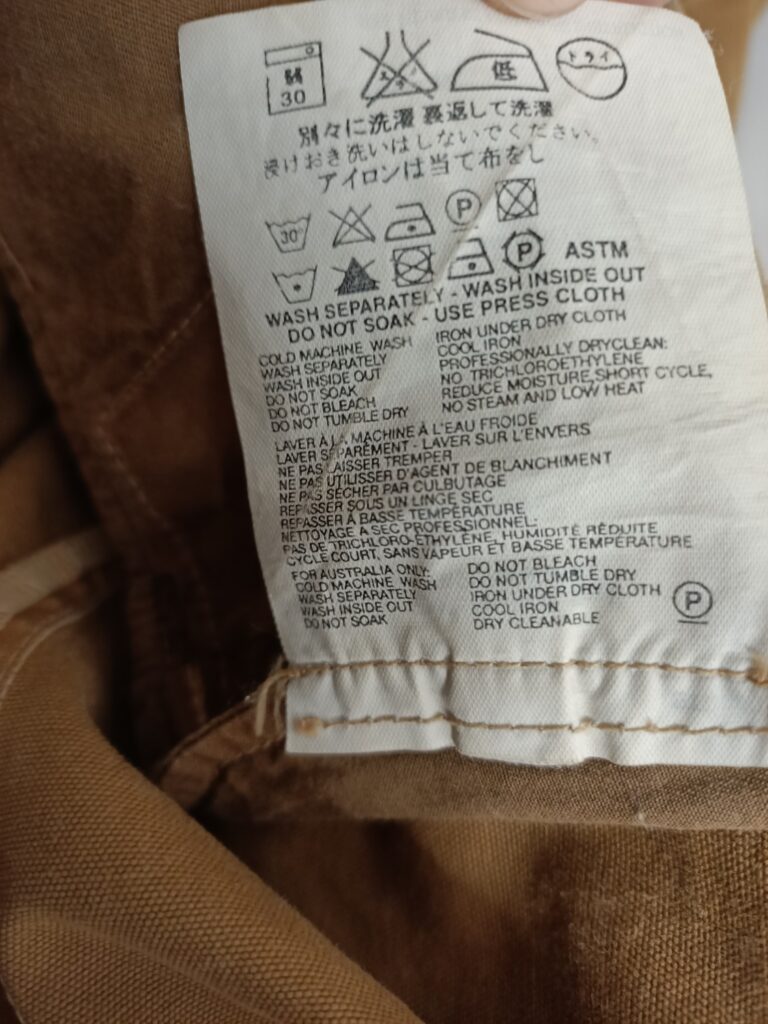 弱
30
エンソ
低
ドライ
別々に洗濯 裏返して洗濯
浸けおき洗いはしないでください。
アイロンは当て布をし
30° P
P ASTM
WASH SEPARATELY - WASH INSIDE OUT
DO NOT SOAK - USE PRESS CLOTH
COLD MACHINE WASH
WASH SEPARATELY
WASH INSIDE OUT
DO NOT SOAK
DO NOT BLEACH
DO NOT TUMBLE DRY
IRON UNDER DRY CLOTH
COOL IRON
PROFESSIONALLY DRYCLEAN:
NO TRICHLOROETHYLENE
REDUCE MOISTURE,SHORT CYCLE,
NO STEAM AND LOW HEAT
LAVER À LA MACHINE À L'EAU FROIDE
LAVER SÉPARÉMENT - LAVER SUR L'ENVERS
NE PAS LAISSER TREMPER
NE PAS UTILISER D'AGENT DE BLANCHIMENT
NE PAS SÉCHER PAR CULBUTAGE
REPASSER SOUS UN LINGE SEC
REPASSER À BASSE TEMPÉRATURE
NETTOYAGE A SEC PROFESSIONNEL:
PAS DE TRICHLORO-ÉTHYLÈNE, HUMIDITÉ RÉDUITE
CYCLE COURT, SANS VAPEUR ET BASSE TEMPÉRATURE
FOR AUSTRALIA ONLY:
COLD MACHINE WASH
WASH SEPARATELY
WASH INSIDE OUT
DO NOT SOAK
DO NOT BLEACH
DO NOT TUMBLE DRY
IRON UNDER DRY CLOTH
COOL IRON
DRY CLEANABLE
P